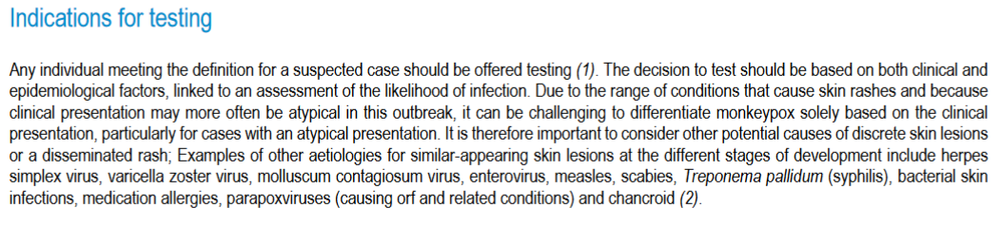 Indications for testing
Any individual meeting the definition for a suspected case should be offered testing (1). The decision to test should be based on both clinical and
epidemiological factors, linked to an assessment of the likelihood of infection. Due to the range of conditions that cause skin rashes and because
clinical presentation may more often be atypical in this outbreak, it can be challenging to differentiate monkeypox solely based on the clinical
presentation, particularly for cases with an atypical presentation. It is therefore important to consider other potential causes of discrete skin lesions
or a disseminated rash; Examples of other aetiologies for similar-appearing skin lesions at the different stages of development include herpes
simplex virus, varicella zoster virus, molluscum contagiosum virus, enterovirus, measles, scabies, Treponema pallidum (syphilis), bacterial skin
infections, medication allergies, parapoxviruses (causing orf and related conditions) and chancroid (2).